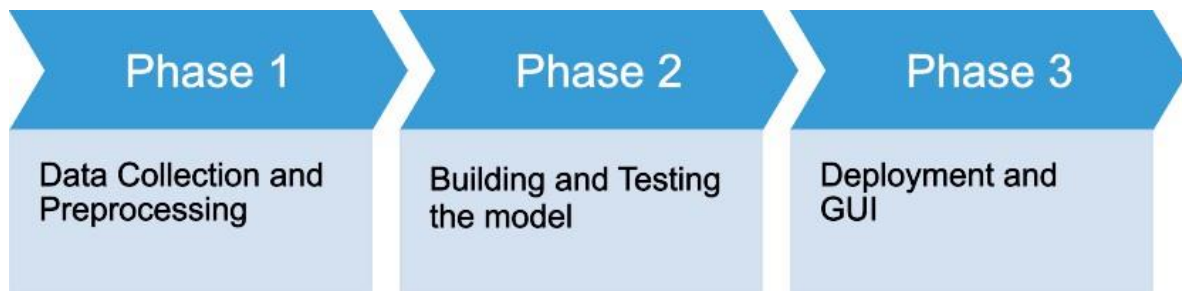 Phase 1
Data Collection and
Preprocessing
Phase 2
Building and Testing
the model
Phase 3
Deployment and
GUI